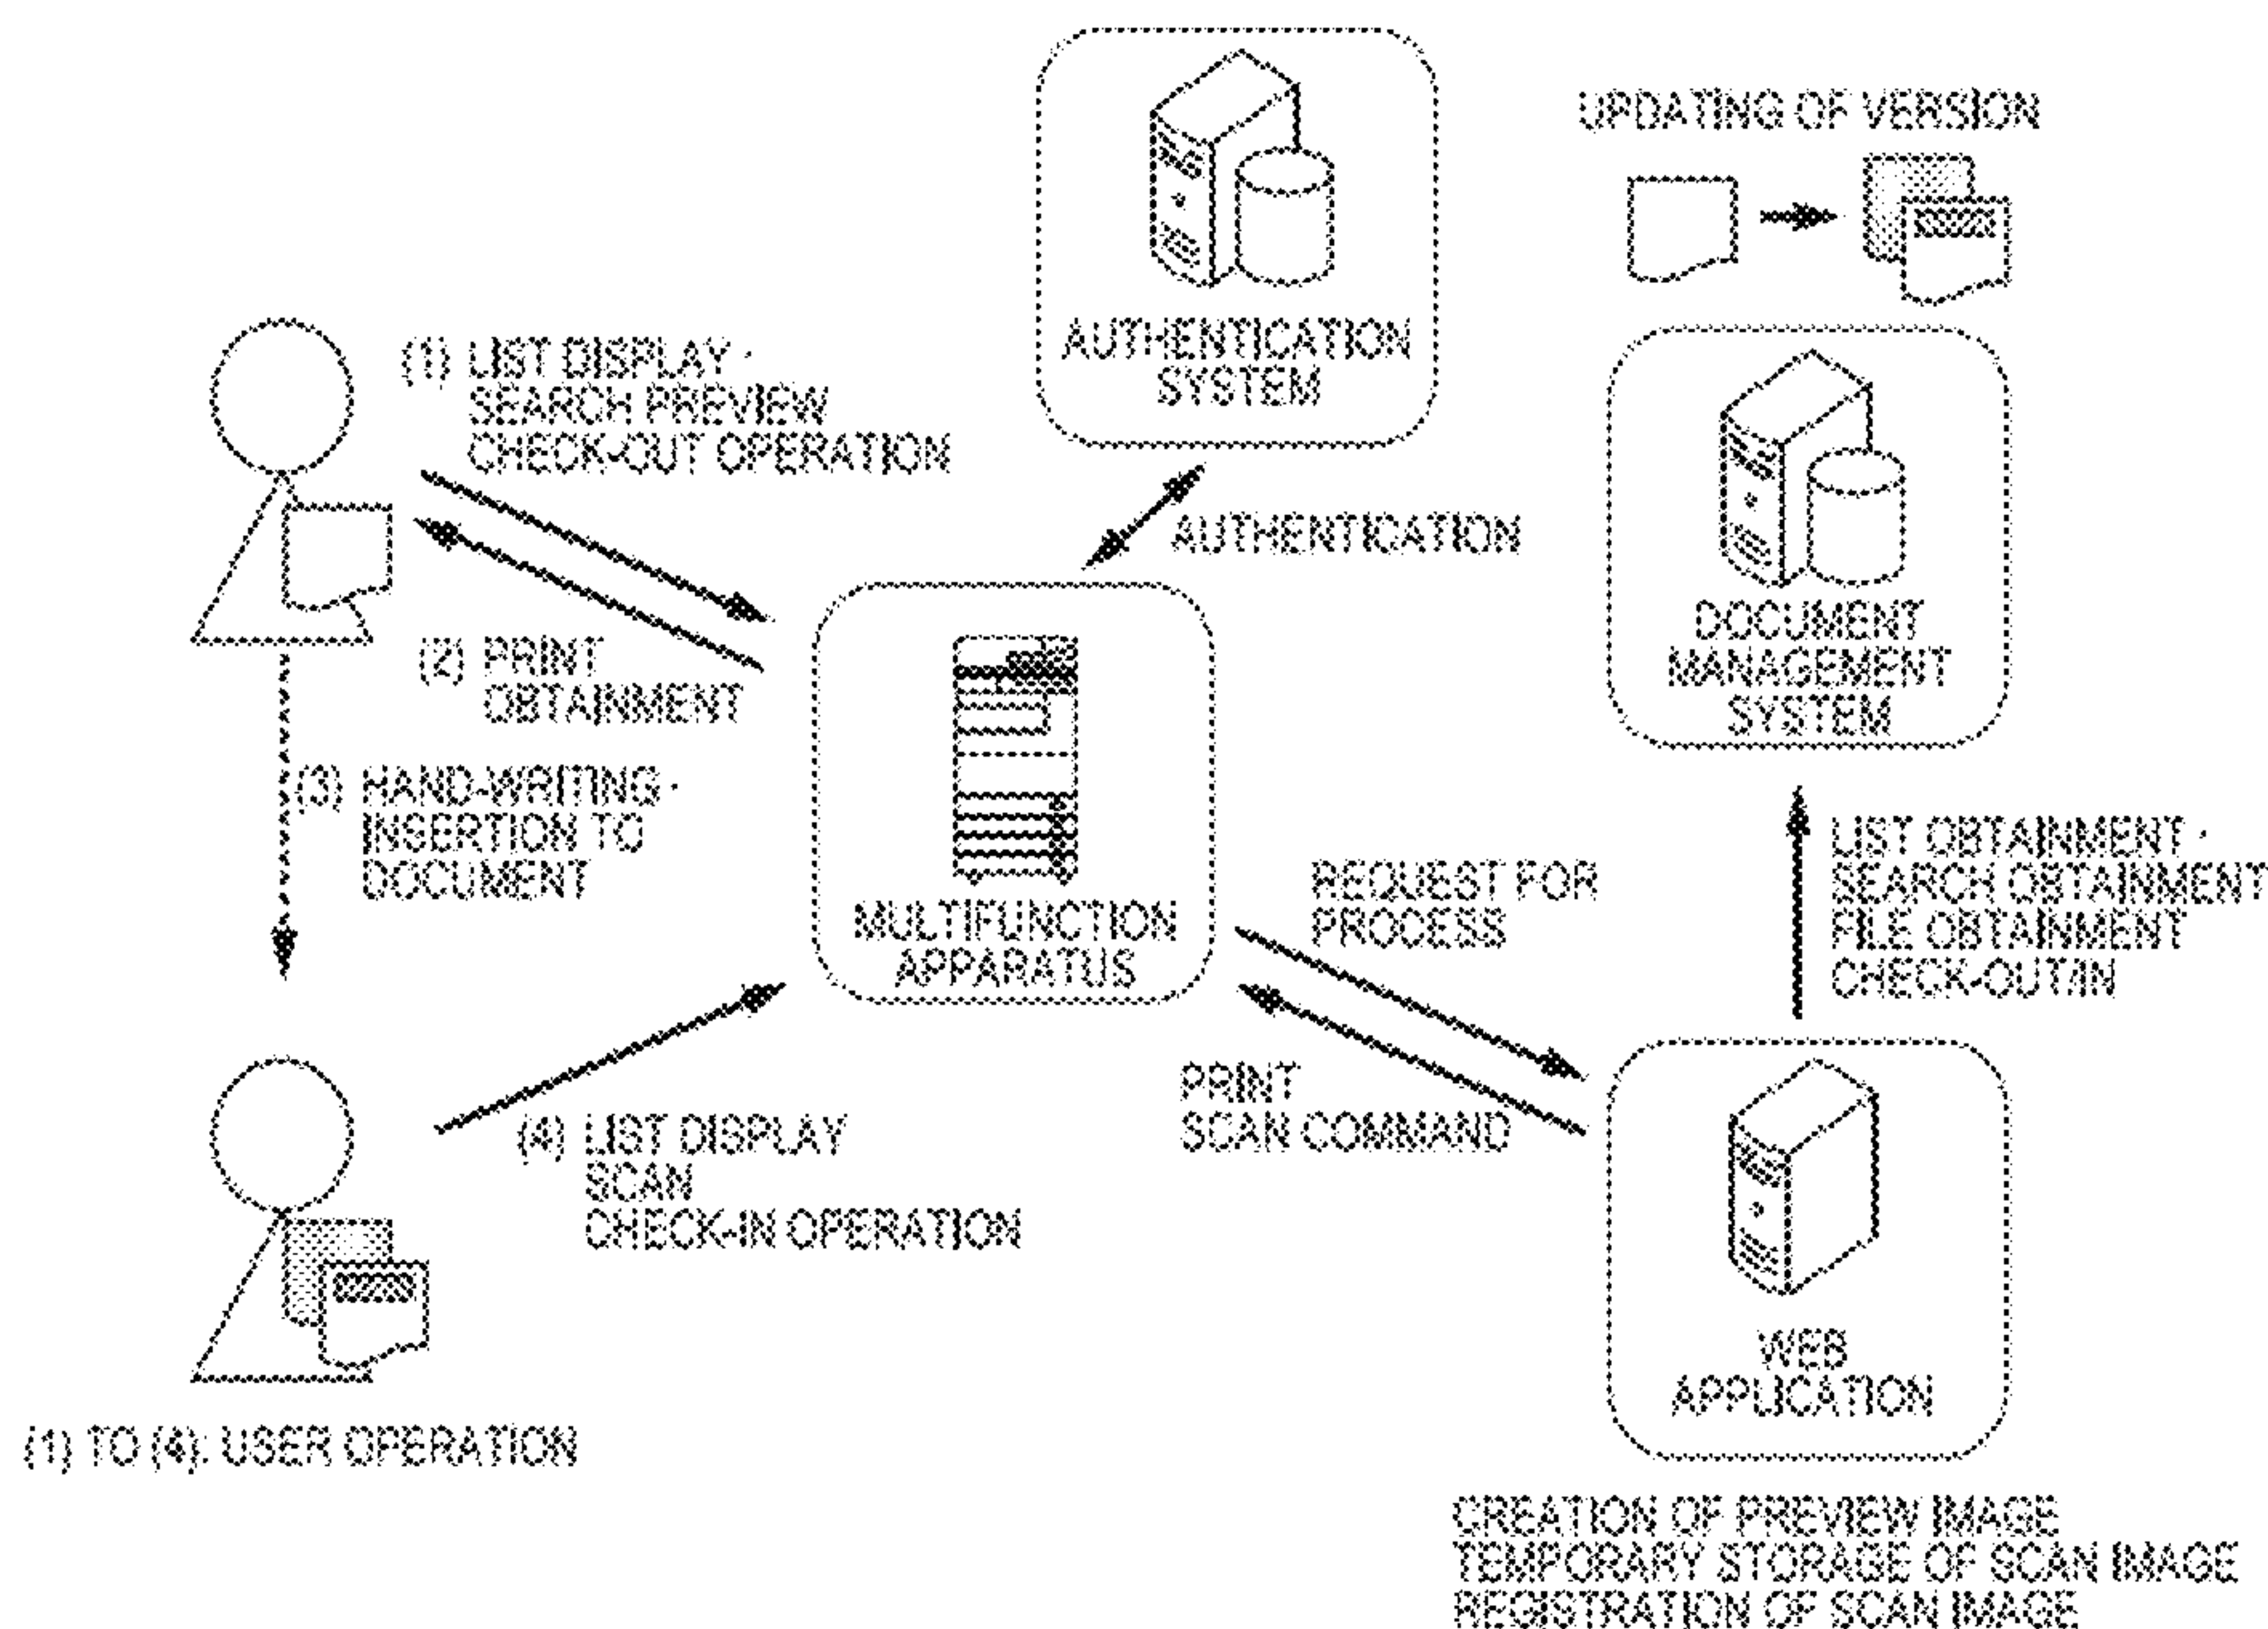 UPDATING OF VERSION
AUTHENTICATION
SYSTEM
(1) LIST DISPLAY ·
SEARCH PREVIEW
CHECK-OUT OPERATION
AUTHENTICATION
DOCUMENT
MANAGEMENT
SYSTEM
(2) PRINT
OBTAINMENT
(3) HAND-WRITING ·
INSERTION TO
DOCUMENT
MULTIFUNCTION
APPARATUS
REQUEST FOR
PROCESS
LIST OBTAINMENT ·
SEARCH OBTAINMENT
FILE OBTAINMENT
CHECK-OUT/IN
PRINT
SCAN COMMAND
(4) LIST DISPLAY
SCAN
CHECK-IN OPERATION
WEB
APPLICATION
(1) TO (4): USER OPERATION
CREATION OF PREVIEW IMAGE
TEMPORARY STORAGE OF SCAN IMAGE
REGISTRATION OF SCAN IMAGE